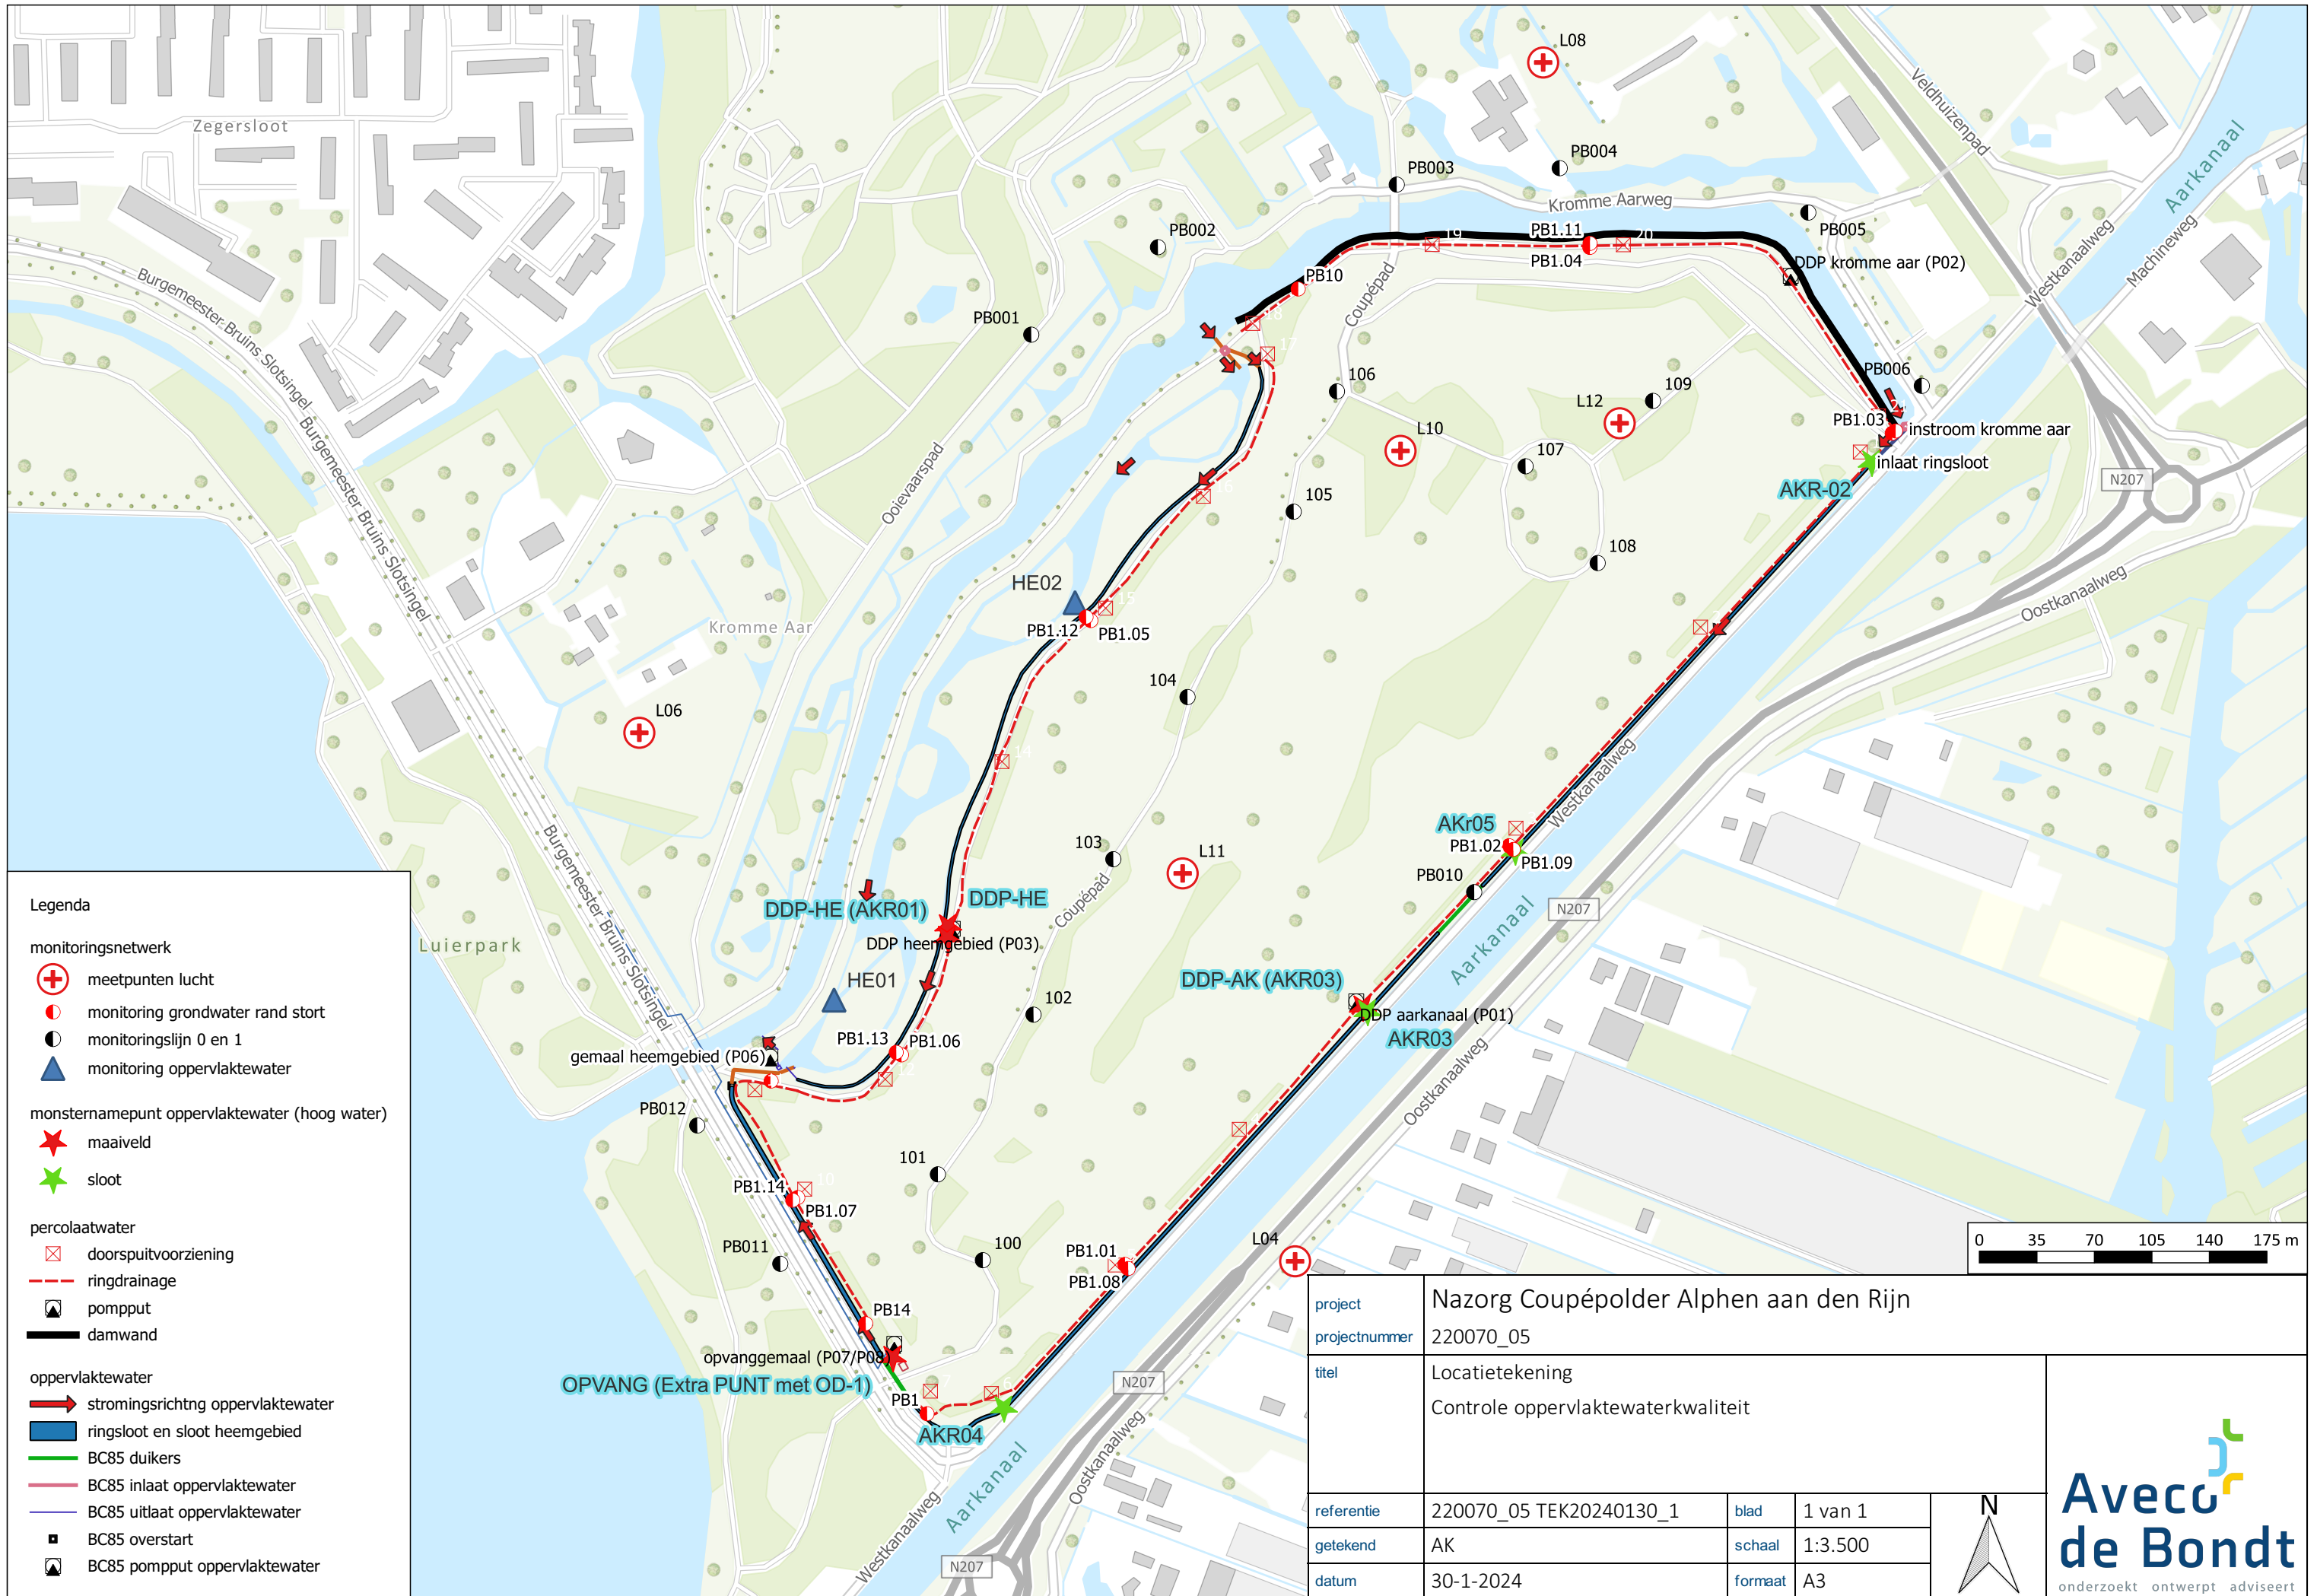 L08
Zegersloot
Veldhuizenpad
Aarkanaal
PB004
PB003
Kromme Aarweg
Machineweg
Westkanaalweg
PB005
PB002
PB1.11
19
20
PB1.04
DDP kromme aar (P02)
PB10
Coupépad
Burgemeester Bruins Slotsingel
Burgemeester Bruins Slotsingel
PB001
18
17
PB006
106
109
L12
PB1.03
instroom kromme aar
L10
inlaat ringsloot
107
N207
AKR-02
Ooievaarspad
105
16
108
Oostkanaalweg
HE02
15
Kromme Aar
PB1.12
PB1.05
104
L06
14
Westkanaalweg
AKr05
PB1.02
PB1.09
103
L11
PB010
Burgemeester Bruins Slotsingel
DDP-HE
DDP-HE (AKR01)
Coupépad
N207
Aarkanaal
Luierpark
DDP heemgebied (P03)
HE01
DDP-AK (AKR03)
102
DDP aarkanaal (P01)
PB1.13
PB1.06
AKR03
gemaal heemgebied (P06)
12
Oostkanaalweg
PB012
101
PB1.14
10
PB1.07
PB011
100
L04
PB1.01
PB1.08
PB14
opvanggemaal (P07/P08
OPVANG (Extra PUNT met OD-1)
N207
PB1
AKR04
Aarkanaal
Oostkanaalweg
Westkanaalweg
N207
Legenda
monitoringsnetwerk
meetpunten lucht
monitoring grondwater rand stort
monitoringslijn 0 en 1
monitoring oppervlaktewater
monsternamepunt oppervlaktewater (hoog water)
maaiveld
sloot
percolaatwater
doorspuitvoorziening
ringdrainage
pompput
damwand
oppervlaktewater
stromingsrichtng oppervlaktewater
ringsloot en sloot heemgebied
BC85 duikers
BC85 inlaat oppervlaktewater
BC85 uitlaat oppervlaktewater
BC85 overstart
BC85 pompput oppervlaktewater
0 35 70 105 140 175 m
project Nazorg Coupépolder Alphen aan den Rijn
projectnummer 220070_05
titel Locatietekening
Controle oppervlaktewaterkwaliteit
referentie 220070_05 TEK20240130_1 blad 1 van 1
getekend AK schaal 1:3.500
datum 30-1-2024 formaat A3
N
Aveco
de Bondt
onderzoekt ontwerpt adviseert